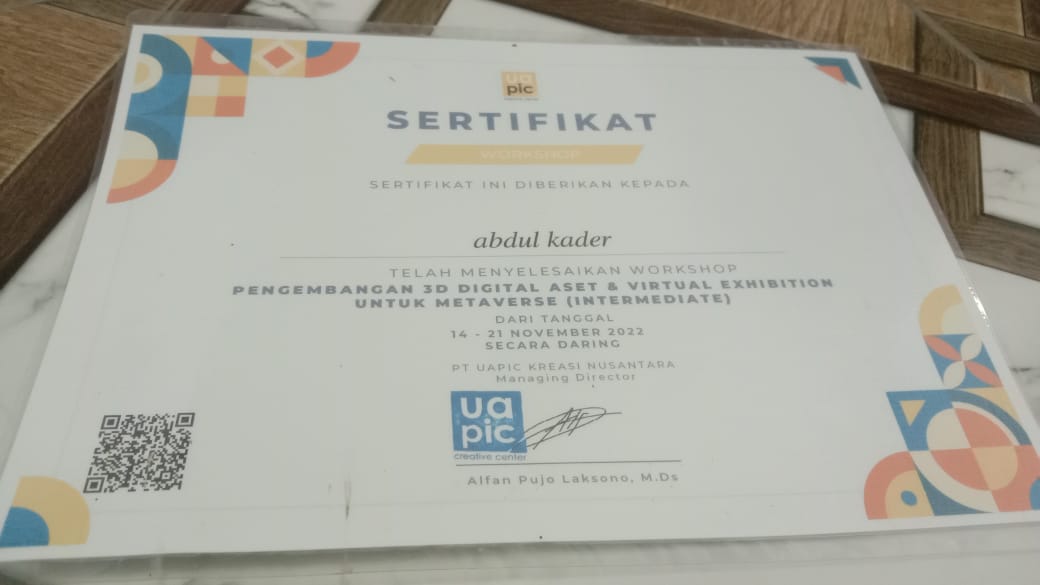 ua
pic
SERTIFIKAT
WORKSHOP
SERTIFIKAT INI DIBERIKAN KEPADA
abdul kader
TELAH MENYELESAIKAN WORKSHOP
PENGEMBANGAN 3D DIGITAL ASET & VIRTUAL EXHIBITION
UNTUK METAVERSE (INTERMEDIATE)
DARI TANGGAL
14 - 21 NOVEMBER 2022
SECARA DARING
PT UAPIC KREASI NUSANTARA
Managing Director
ua
pic
creative center
Alfan Pujo Laksono, M.Ds